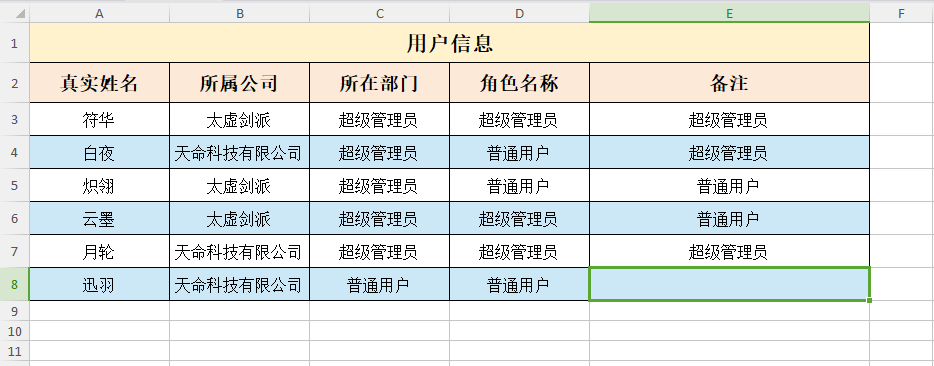 A B C D E F
1 用户信息
2 真实姓名 所属公司 所在部门 角色名称 备注
3 符华 太虚剑派 超级管理员 超级管理员 超级管理员
4 白夜 天命科技有限公司 超级管理员 普通用户 超级管理员
5 炽翎 太虚剑派 超级管理员 普通用户 普通用户
6 云墨 太虚剑派 超级管理员 超级管理员 普通用户
7 月轮 天命科技有限公司 超级管理员 超级管理员 超级管理员
8 迅羽 天命科技有限公司 普通用户 普通用户
9
10
11